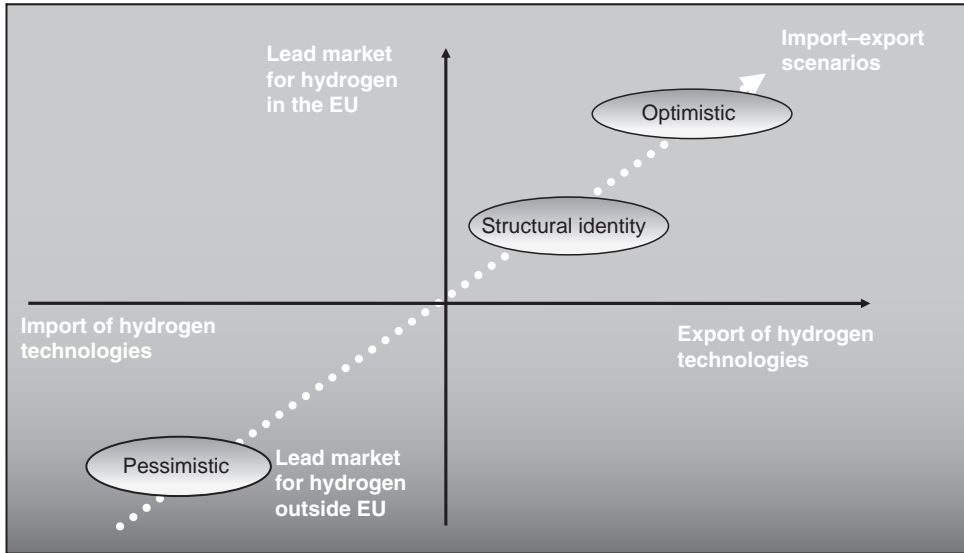 Lead market
for hydrogen
in the EU
Import–export
scenarios
Optimistic
Structural identity
Import of hydrogen
technologies
Export of hydrogen
technologies
Pessimistic
Lead market
for hydrogen
outside EU